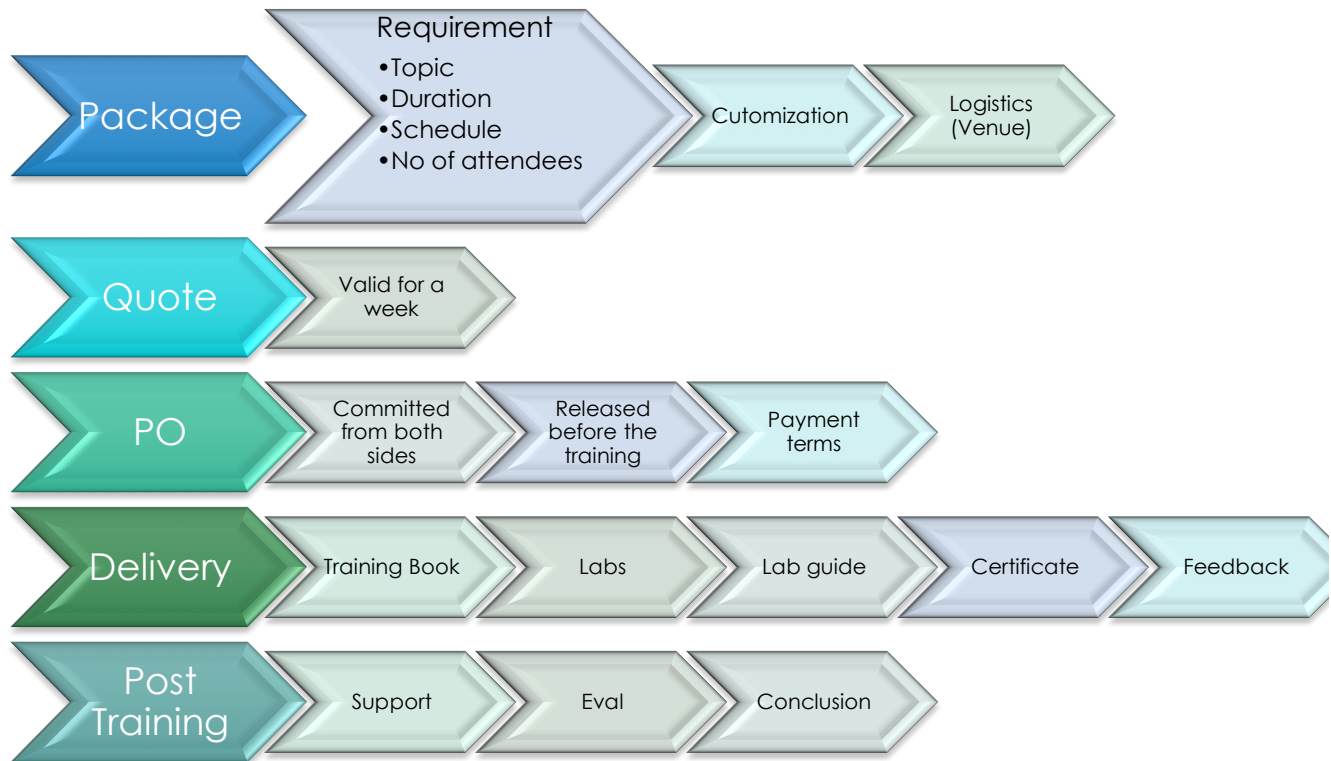 Package
Requirement
•Topic
•Duration
•Schedule
•No of attendees
Cutomization
Logistics
(Venue)
Quote
Valid for a
week
PO
Committed
from both
sides
Released
before the
training
Payment
terms
Delivery
Training Book
Labs
Lab guide
Certificate
Feedback
Post
Training
Support
Eval
Conclusion